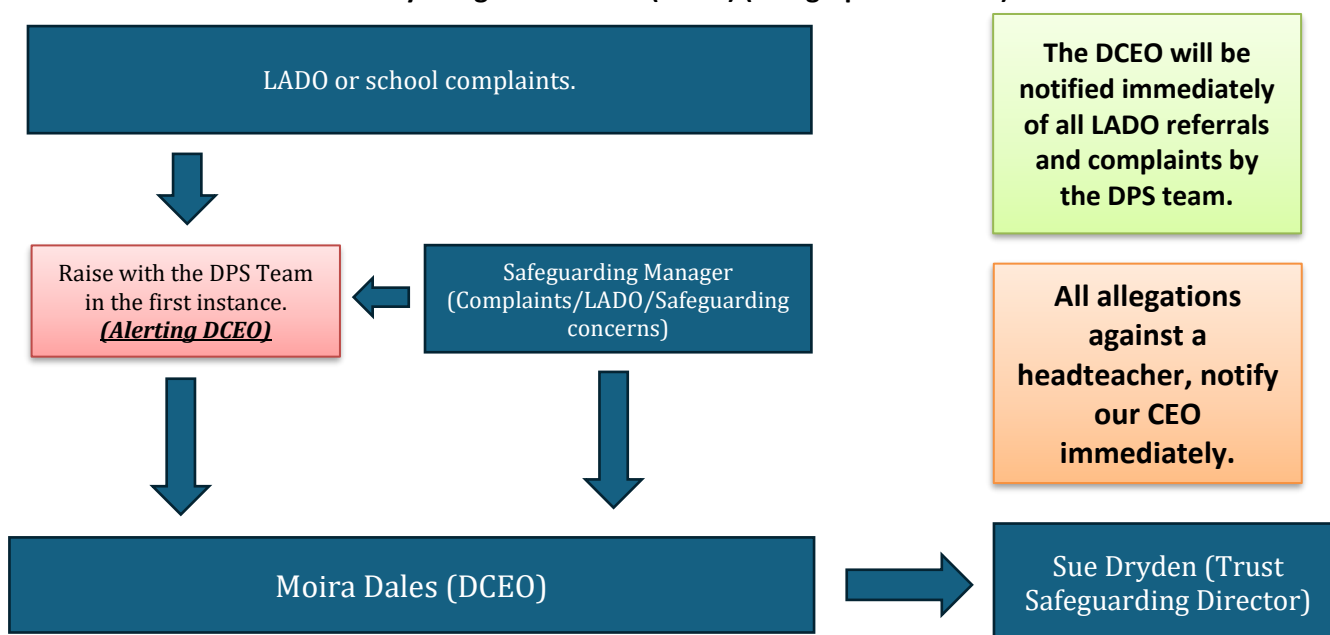 LADO or school complaints.
The DCEO will be
notified immediately
of all LADO referrals
and complaints by
the DPS team.
Raise with the DPS Team
in the first instance.
(Alerting DCEO)
Safeguarding Manager
(Complaints/LADO/Safeguarding
concerns)
All allegations
against a
headteacher, notify
our CEO
immediately.
Moira Dales (DCEO)
Sue Dryden (Trust
Safeguarding Director)